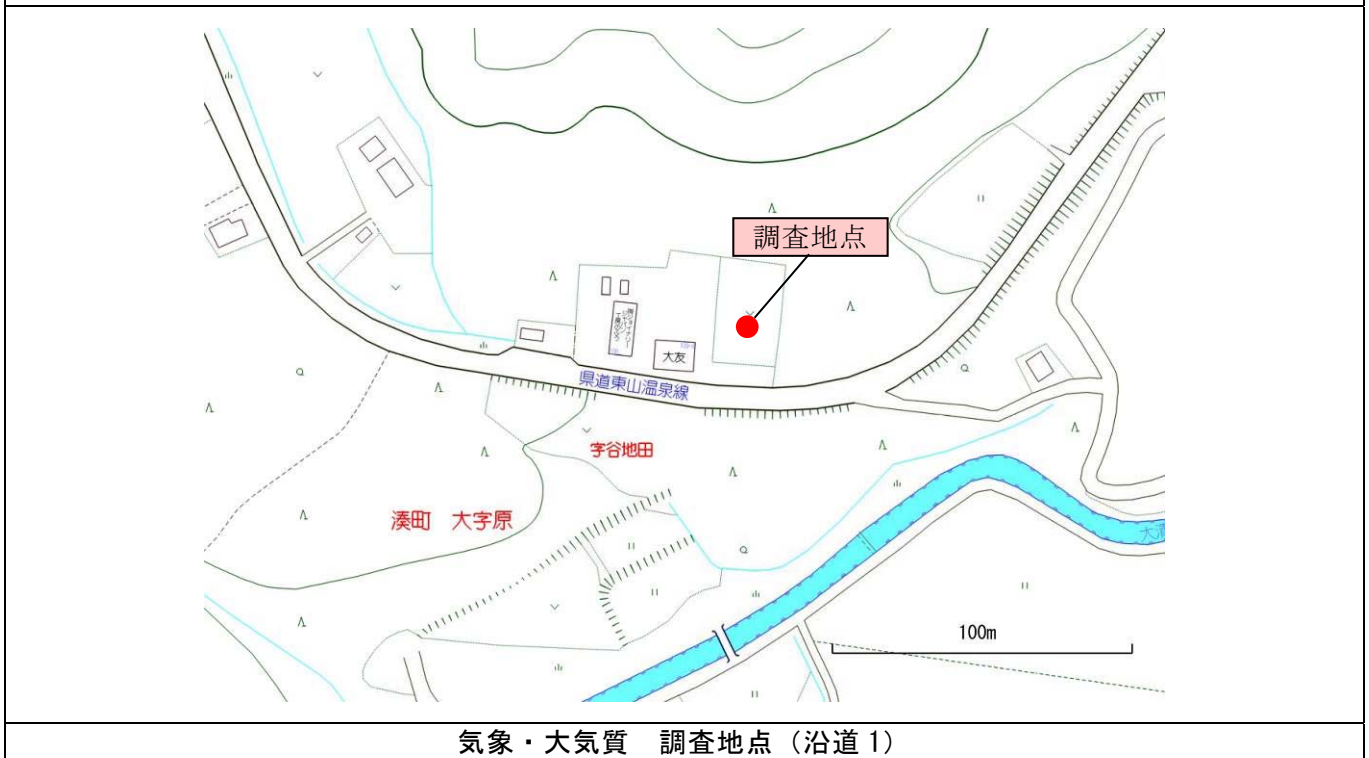 調査地点
大友
県道東山温泉線
字谷地田
湊町 大字原
100m
気象・大気質 調査地点（沿道1）